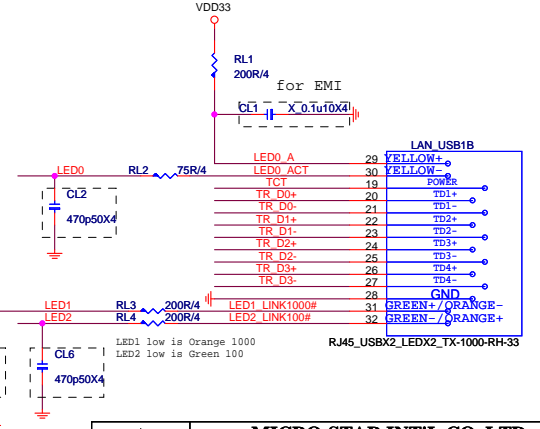 VDD33
RL1
200R/4
for EMI
CL1 X_0.1u10X4
LAN_USB1B
LED0_A 29 YELLOW+
LED0 RL2 75R/4 LED0_ACT 30 YELLOW-
TCT 19 POWER
TR_D0+ 20 TD1+
TR_D0- 21 TD1-
TR_D1+ 22 TD2+
TR_D1- 23 TD2-
TR_D2+ 24 TD3+
TR_D2- 25 TD3-
TR_D3+ 26 TD4+
TR_D3- 27 TD4-
CL2
470p50X4
28 GND
LED1 RL3 200R/4 LED1_LINK1000# 31 GREEN+/ORANGE-
LED2 RL4 200R/4 LED2_LINK100# 32 GREEN-/ORANGE+
RJ45_USBX2_LEDX2_TX-1000-RH-33
LED1 low is Orange 1000
LED2 low is Green 100
CL6
470p50X4